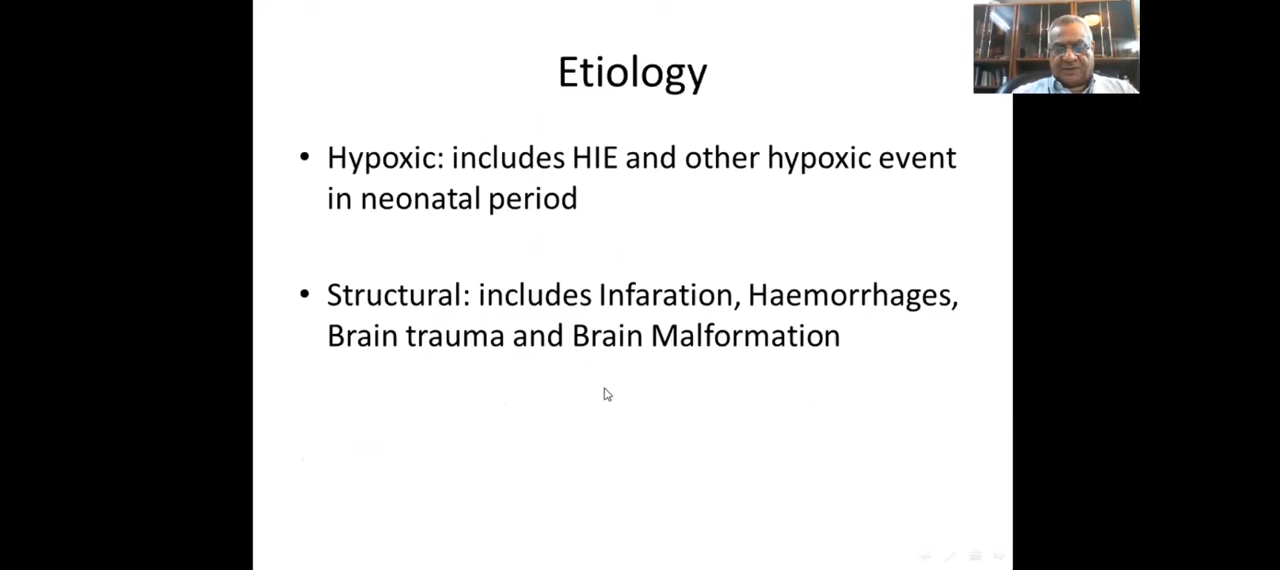 Etiology
• Hypoxic: includes HIE and other hypoxic event
in neonatal period
• Structural: includes Infaration, Haemorrhages,
Brain trauma and Brain Malformation